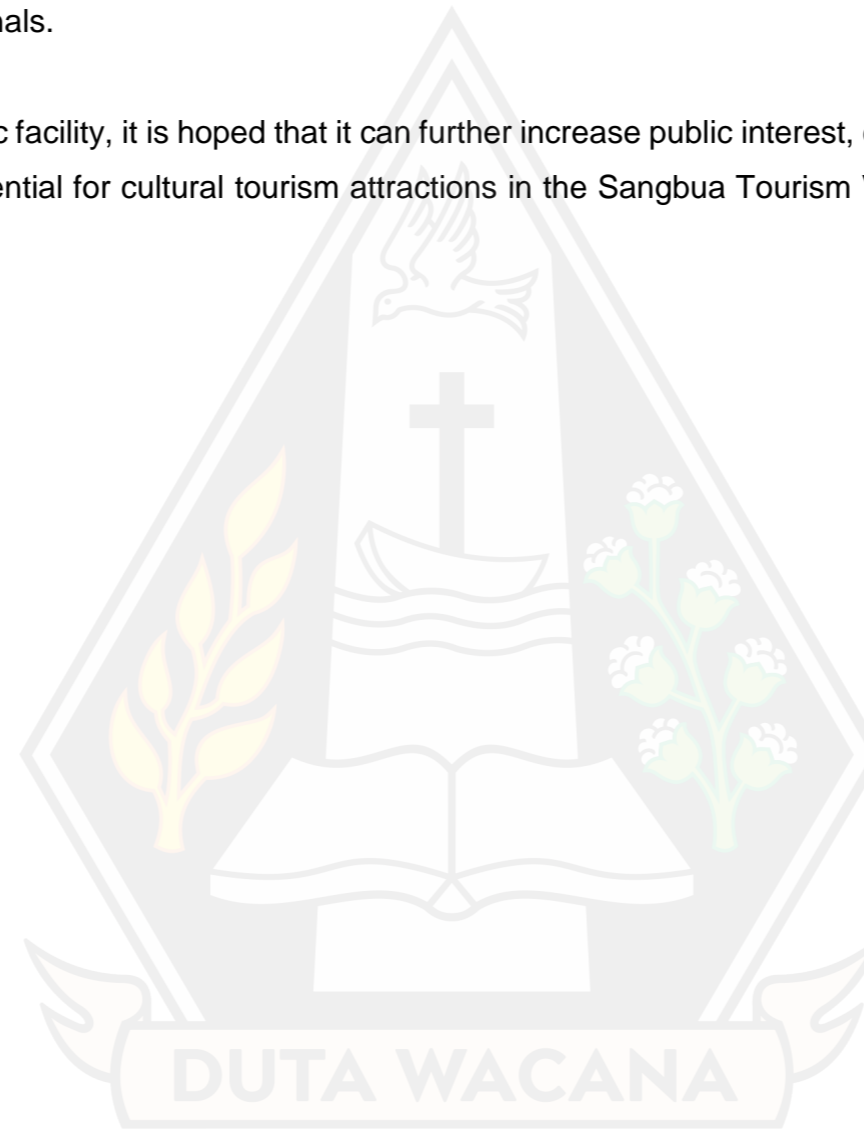 nals.
c facility, it is hoped that it can further increase public interest,
ential for cultural tourism attractions in the Sangbua Tourism
DUTA WACANA